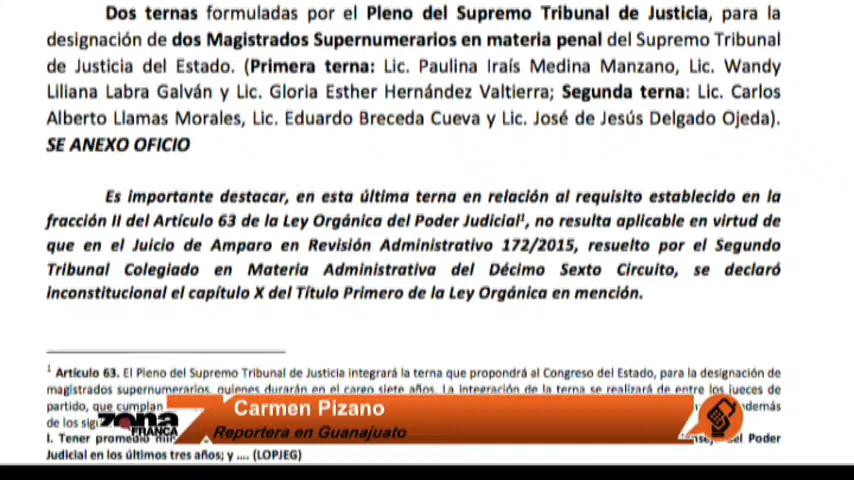 Dos ternas formuladas por el Pleno del Supremo Tribunal de Justicia, para la
designación de dos Magistrados Supernumerarios en materia penal del Supremo Tribunal
de Justicia del Estado. (Primera terna: Lic. Paulina Iraís Medina Manzano, Lic. Wandy
Liliana Labra Galván y Lic. Gloria Esther Hernández Valtierra; Segunda terna: Lic. Carlos
Alberto Llamas Morales, Lic. Eduardo Breceda Cueva y Lic. José de Jesús Delgado Ojeda).
SE ANEXO OFICIO
Es importante destacar, en esta última terna en relación al requisito establecido en la
fracción II del Artículo 63 de la Ley Orgánica del Poder Judicial¹, no resulta aplicable en virtud de
que en el Juicio de Amparo en Revisión Administrativo 172/2015, resuelto por el Segundo
Tribunal Colegiado en Materia Administrativa del Décimo Sexto Circuito, se declaró
inconstitucional el capítulo X del Título Primero de la Ley Orgánica en mención.
¹ Artículo 63. El Pleno del Supremo Tribunal de Justicia integrará la terna que propondrá al Congreso del Estado, para la designación de
magistrados supernumerarios, quienes durarán en el cargo siete años. La integración de la terna se realizará de entre los jueces de
partido, que cumplan además
de los
I. Tener promedio del Poder
Judicial en los últimos tres años; y .... (LOPJEG)
Carmen Pizano
Reportera en Guanajuato
zona
FRANCA